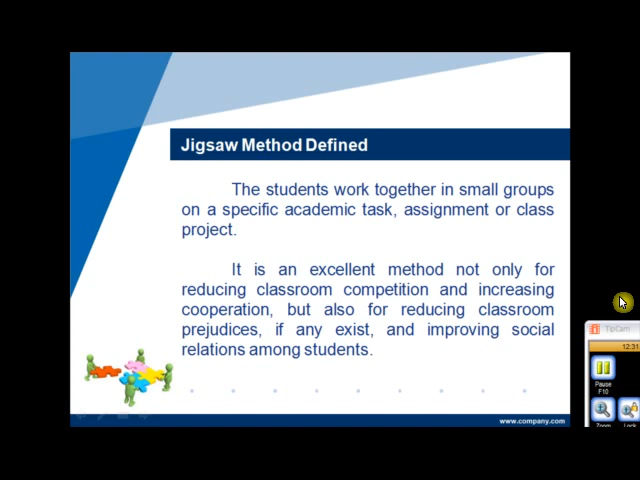 Jigsaw Method Defined
The students work together in small groups
on a specific academic task, assignment or class
project.
It is an excellent method not only for
reducing classroom competition and increasing
cooperation, but also for reducing classroom
prejudices, if any exist, and improving social
relations among students.
www.company.com
TipCam
12:31
Pause
F10
Zoom
Lock